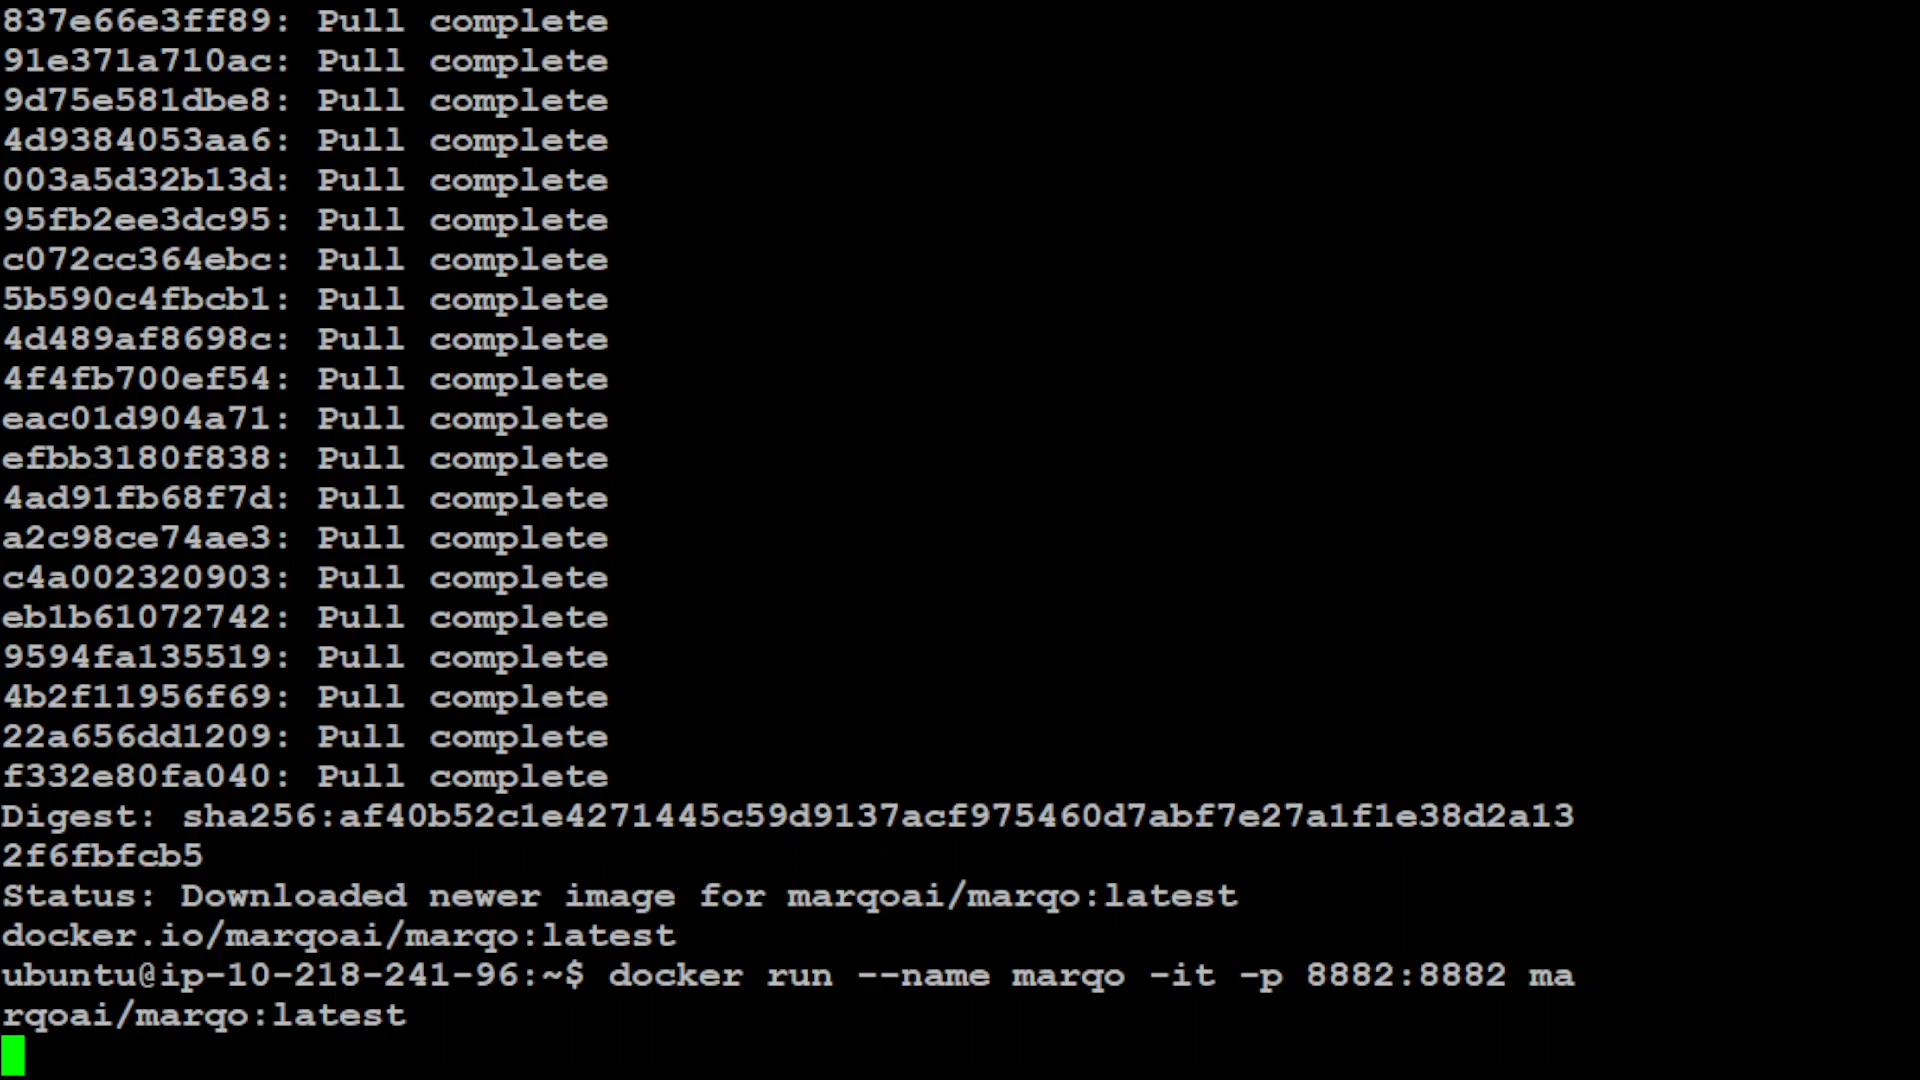 837e66e3ff89: Pull complete
91e371a710ac: Pull complete
9d75e581dbe8: Pull complete
4d9384053aa6: Pull complete
003a5d32b13d: Pull complete
95fb2ee3dc95: Pull complete
c072cc364ebc: Pull complete
5b590c4fbcb1: Pull complete
4d489af8698c: Pull complete
4f4fb700ef54: Pull complete
eac01d904a71: Pull complete
efbb3180f838: Pull complete
4ad91fb68f7d: Pull complete
a2c98ce74ae3: Pull complete
c4a002320903: Pull complete
eb1b61072742: Pull complete
9594fa135519: Pull complete
4b2f11956f69: Pull complete
22a656dd1209: Pull complete
f332e80fa040: Pull complete
Digest: sha256:af40b52c1e4271445c59d9137acf975460d7abf7e27a1f1e38d2a13
2f6fbfcb5
Status: Downloaded newer image for marqoai/marqo:latest
docker.io/marqoai/marqo:latest
ubuntu@ip-10-218-241-96:~$ docker run --name marqo -it -p 8882:8882 ma
rqoai/marqo:latest